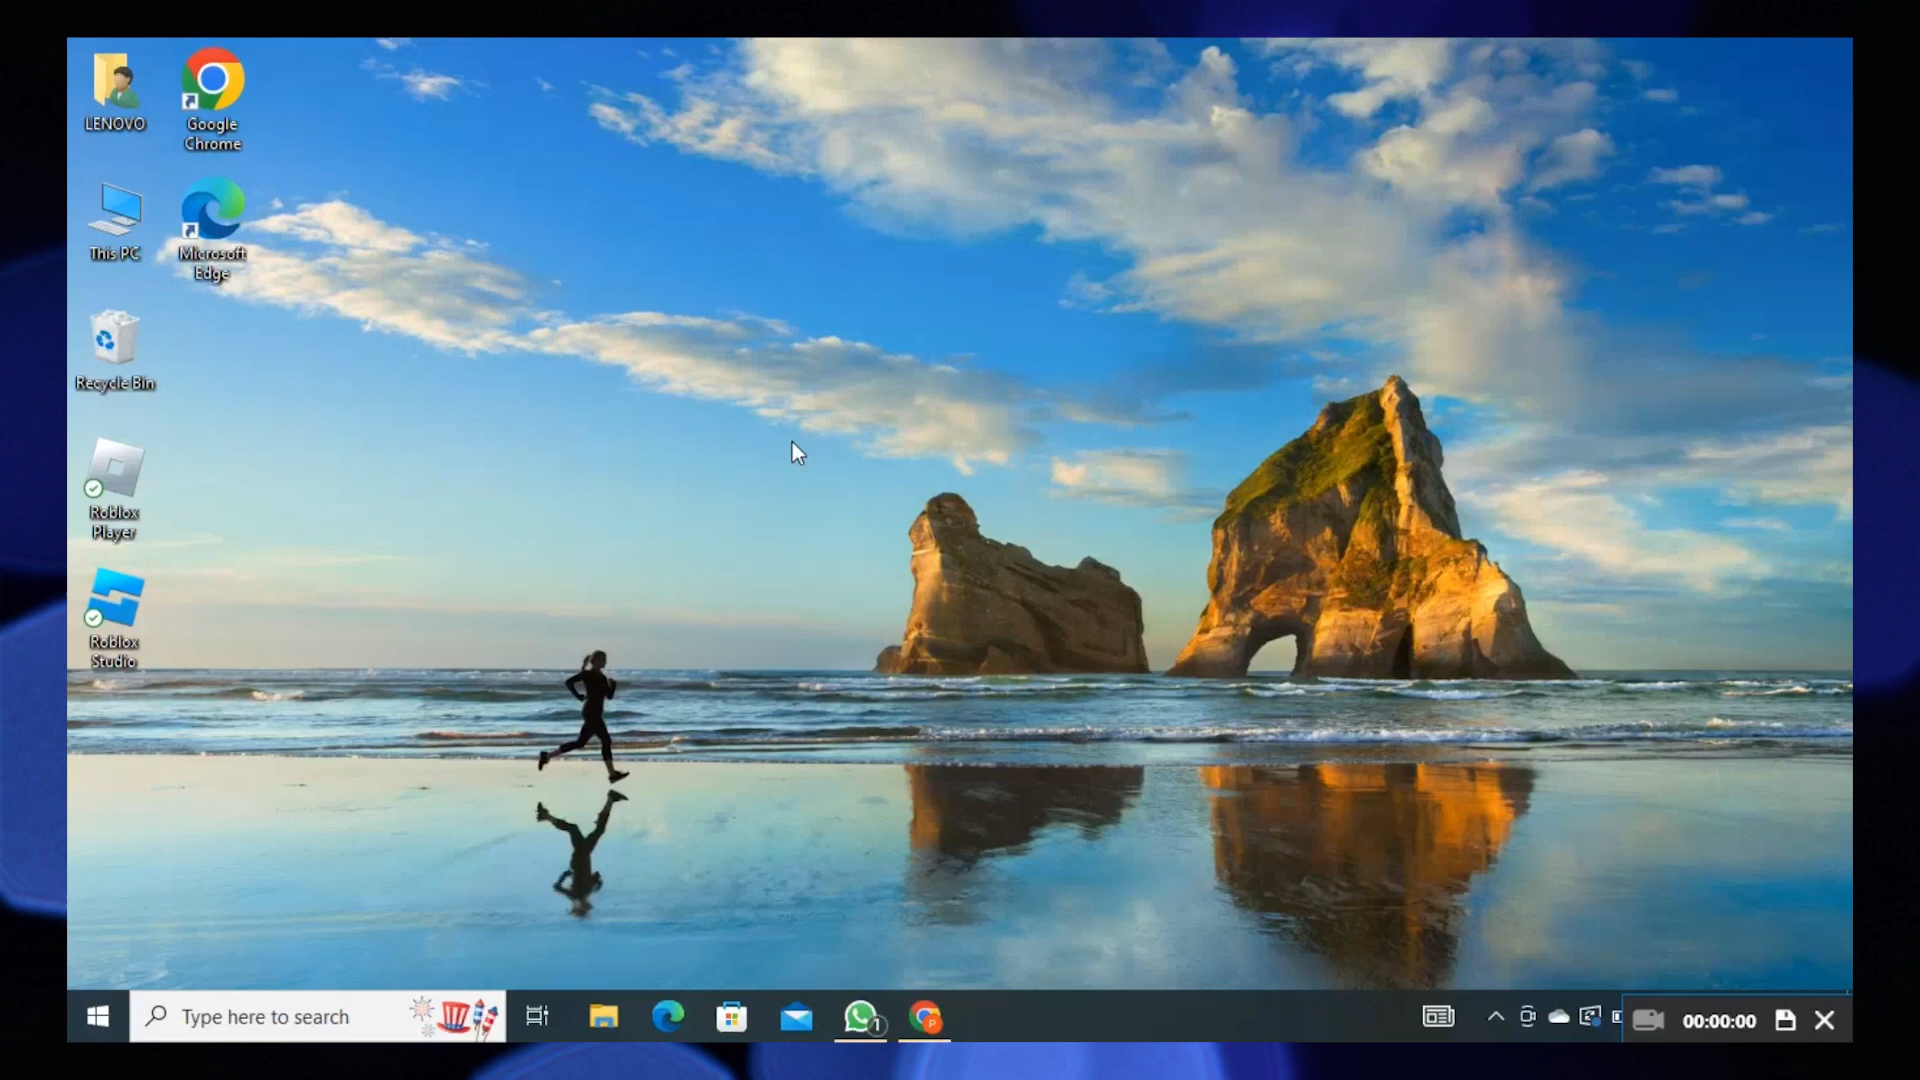 LENOVO
Google
Chrome
This PC
Microsoft
Edge
Recycle Bin
Roblox
Player
Roblox
Studio
Type here to search
1
P
00:00:00